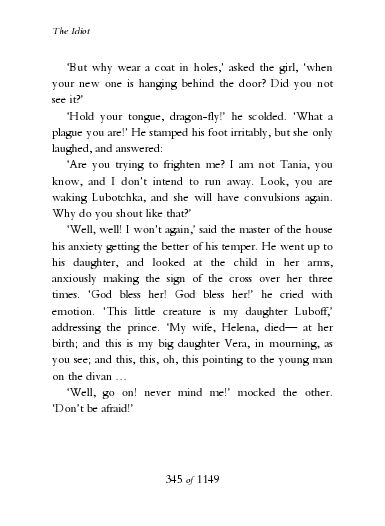 The Idiot
‘But why wear a coat in holes,’ asked the girl, ‘when
your new one is hanging behind the door? Did you not
see it?’
‘Hold your tongue, dragon-fly!’ he scolded. ‘What a
plague you are!’ He stamped his foot irritably, but she only
laughed, and answered:
‘Are you trying to frighten me? I am not Tania, you
know, and I don’t intend to run away. Look, you are
waking Lubotchka, and she will have convulsions again.
Why do you shout like that?’
‘Well, well! I won’t again,’ said the master of the house
his anxiety getting the better of his temper. He went up to
his daughter, and looked at the child in her arms,
anxiously making the sign of the cross over her three
times. ‘God bless her! God bless her!’ he cried with
emotion. ‘This little creature is my daughter Luboff,’
addressing the prince. ‘My wife, Helena, died— at her
birth; and this is my big daughter Vera, in mourning, as
you see; and this, this, oh, this pointing to the young man
on the divan …
‘Well, go on! never mind me!’ mocked the other.
‘Don’t be afraid!’
345 of 1149